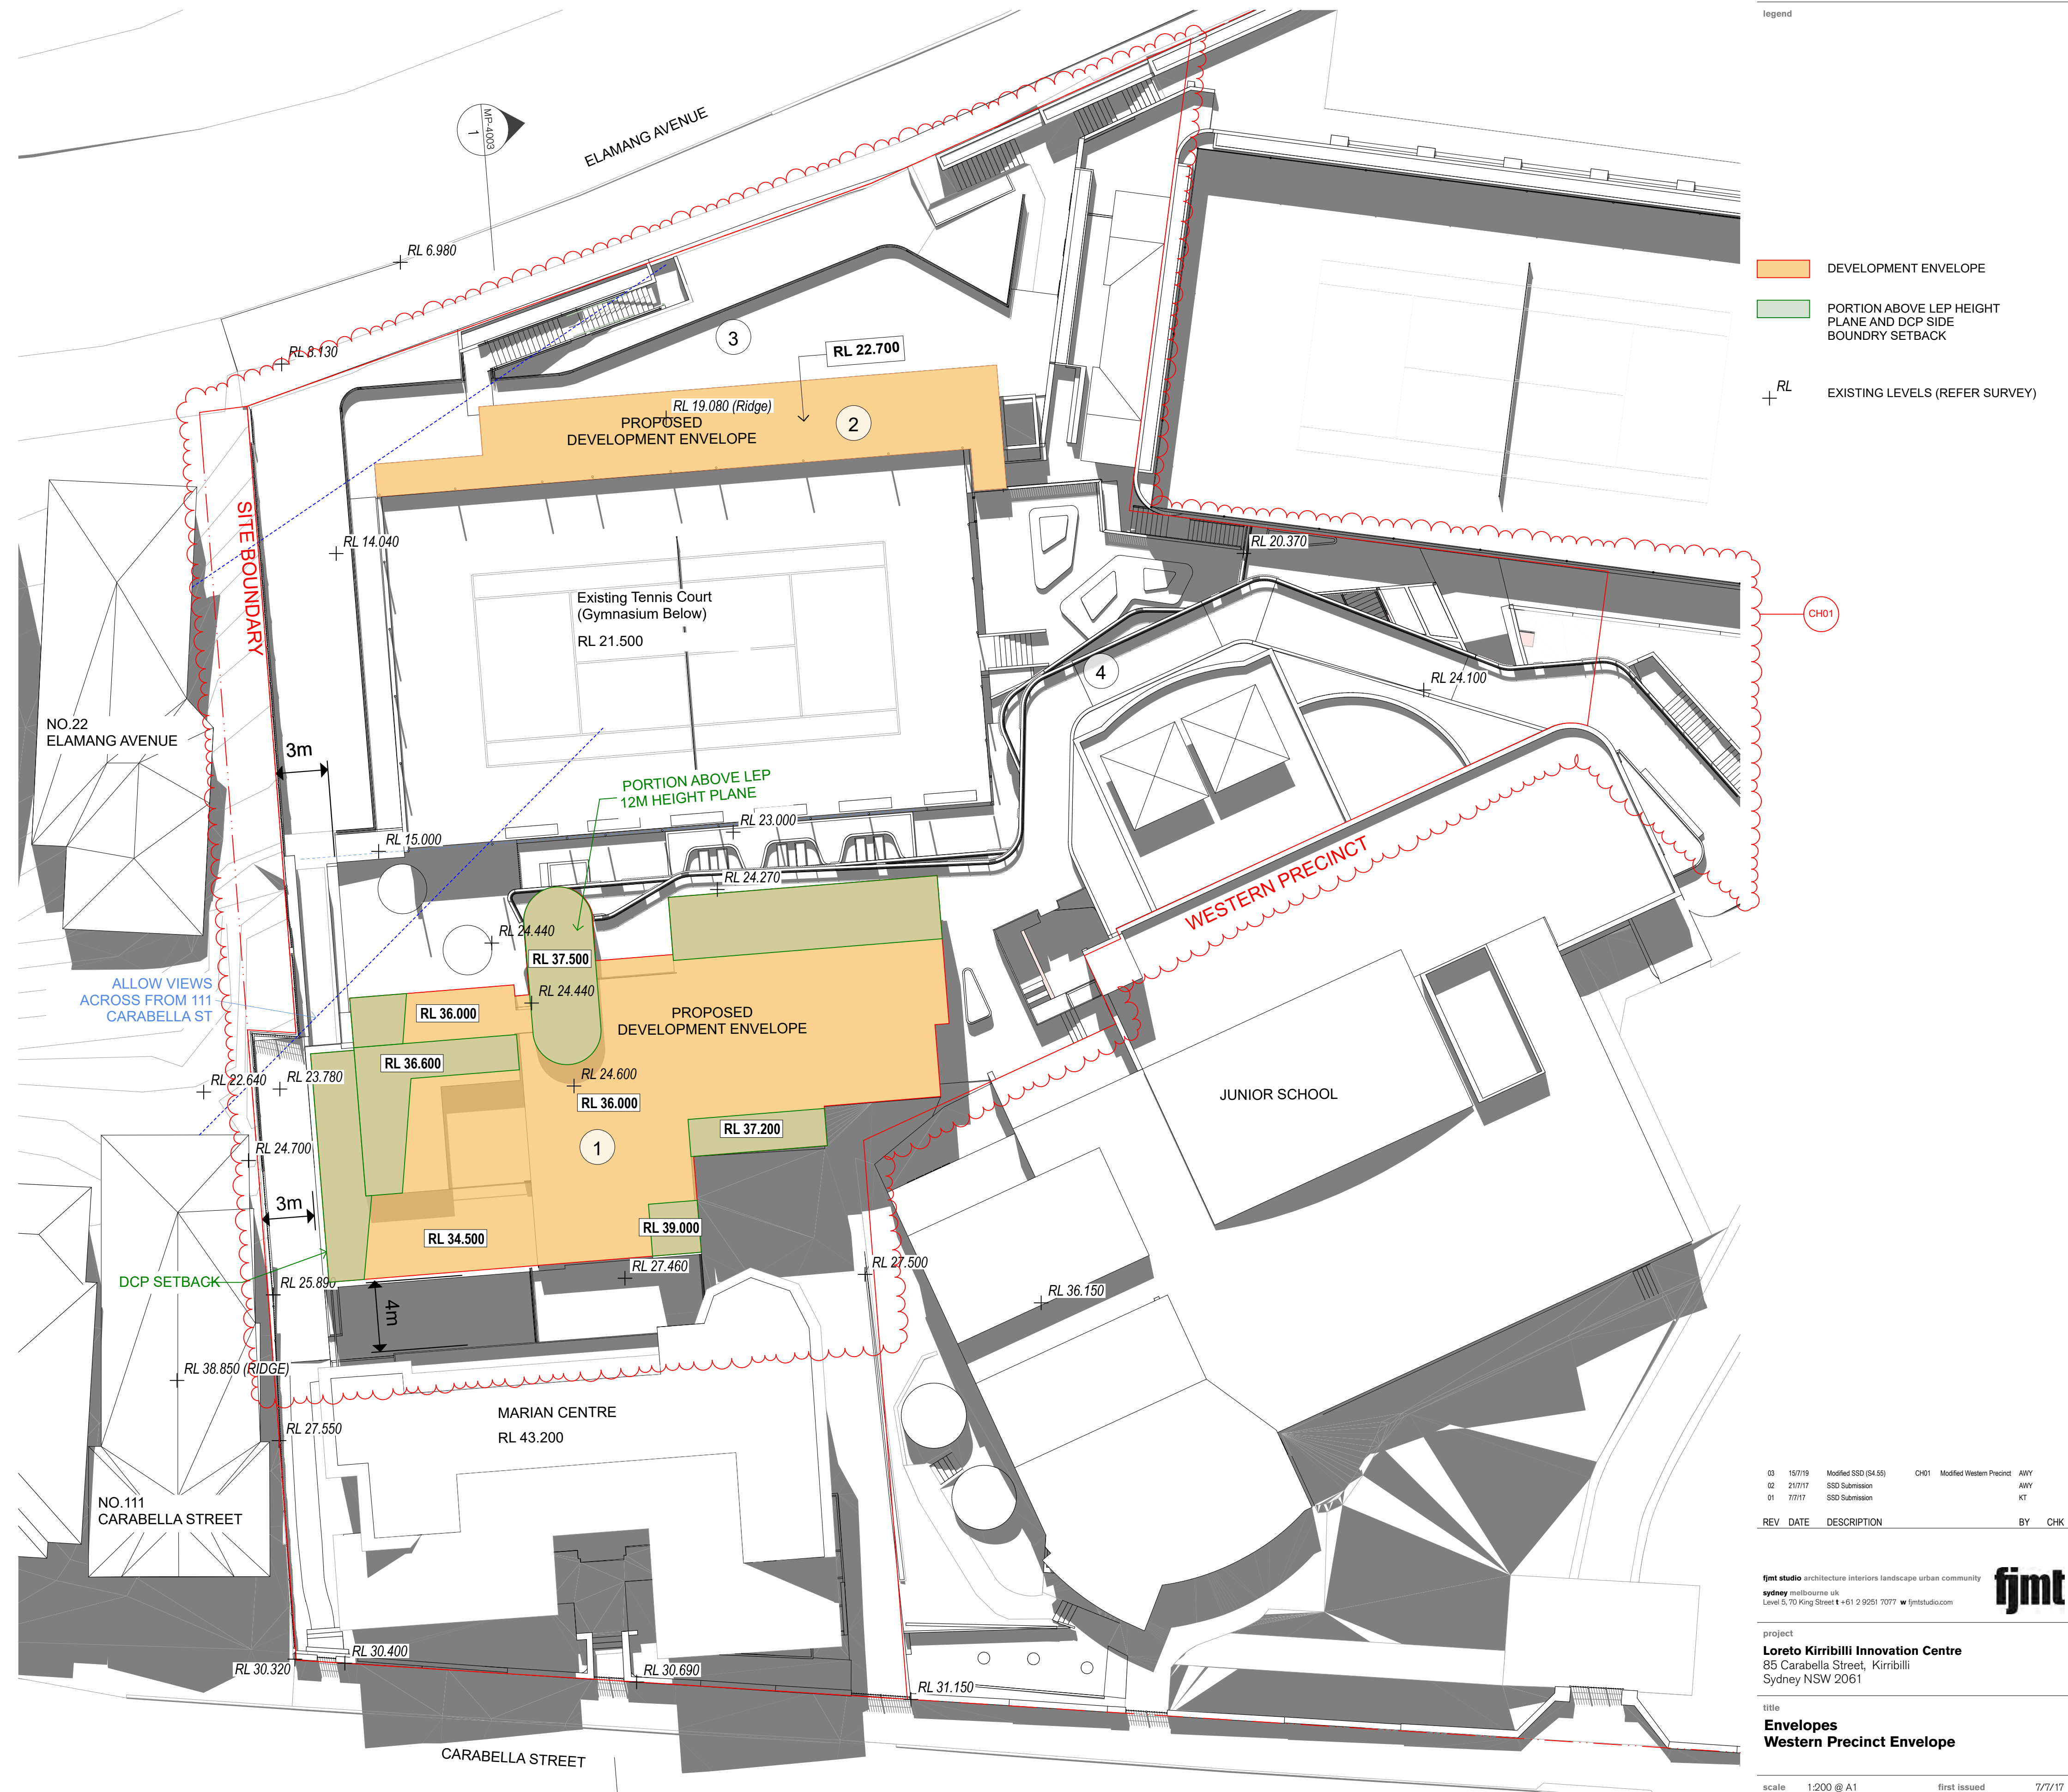 legend
ELAMANG AVENUE
MP-4003
1
RL 6.980
RL 8.130
3
RL 22.700
DEVELOPMENT ENVELOPE
PORTION ABOVE LEP HEIGHT
PLANE AND DCP SIDE
BOUNDRY SETBACK
RL
EXISTING LEVELS (REFER SURVEY)
RL 19.080 (Ridge)
PROPOSED
DEVELOPMENT ENVELOPE
2
SITE BOUNDARY
RL 14.040
RL 20.370
Existing Tennis Court
(Gymnasium Below)
RL 21.500
CH01
4
RL 24.100
NO.22
ELAMANG AVENUE
3m
PORTION ABOVE LEP
12M HEIGHT PLANE
RL 23.000
RL 15.000
RL 24.270
WESTERN PRECINCT
RL 24.440
RL 37.500
ALLOW VIEWS
ACROSS FROM 111
CARABELLA ST
RL 24.440
RL 36.000
PROPOSED
DEVELOPMENT ENVELOPE
RL 36.600
RL 22.640
RL 23.780
RL 24.600
RL 36.000
JUNIOR SCHOOL
RL 37.200
1
RL 24.700
3m
RL 39.000
RL 34.500
RL 27.460
RL 27.500
DCP SETBACK
RL 25.890
4m
RL 36.150
RL 38.850 (RIDGE)
MARIAN CENTRE
RL 43.200
RL 27.550
NO.111
CARABELLA STREET
RL 30.400
RL 30.320
RL 30.690
RL 31.150
CARABELLA STREET
03 15/7/19 Modified SSD (S4.55) CH01 Modified Western Precinct AWY
02 21/7/17 SSD Submission AWY
01 7/7/17 SSD Submission KT
REV DATE DESCRIPTION BY CHK
fjmt studio architecture interiors landscape urban community
sydney melbourne uk
Level 5, 70 King Street t +61 2 9251 7077 w fjmtstudio.com
fjmt
project
Loreto Kirribilli Innovation Centre
85 Carabella Street, Kirribilli
Sydney NSW 2061
title
Envelopes
Western Precinct Envelope
scale 1:200 @ A1 first issued 7/7/17